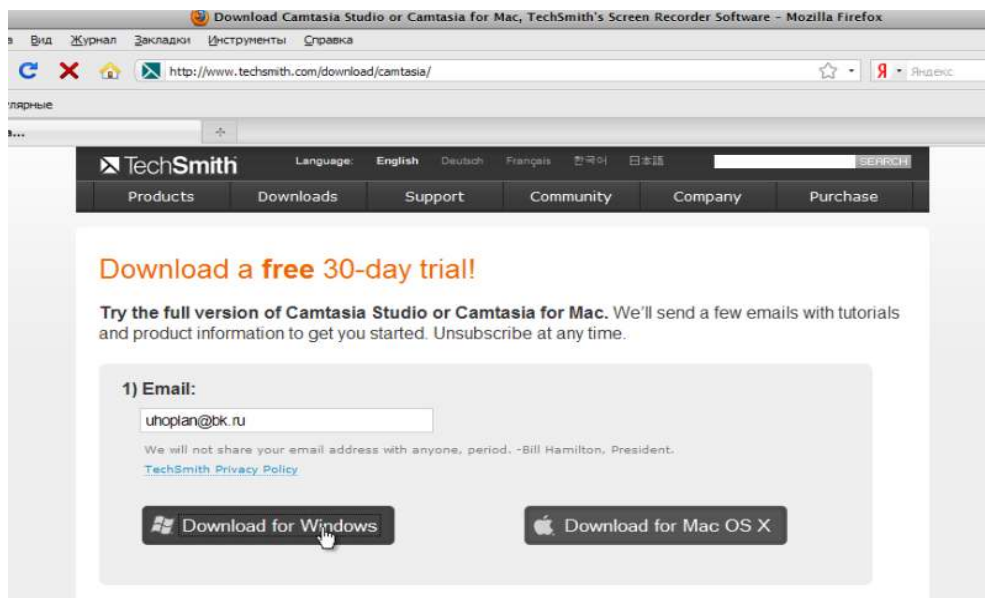 Download Camtasia Studio or Camtasia for Mac, TechSmith's Screen Recorder Software - Mozilla Firefox
Вид Журнал Закладки Инструменты Справка
http://www.techsmith.com/download/camtasia/ Я Яндекс
лярные
TechSmith Language: English Deutsch Français 한국어 日本語 SEARCH
Products Downloads Support Community Company Purchase
Download a free 30-day trial!
Try the full version of Camtasia Studio or Camtasia for Mac. We'll send a few emails with tutorials
and product information to get you started. Unsubscribe at any time.
1) Email:
uhoplan@bk.ru
We will not share your email address with anyone, period. -Bill Hamilton, President.
TechSmith Privacy Policy
Download for Windows Download for Mac OS X